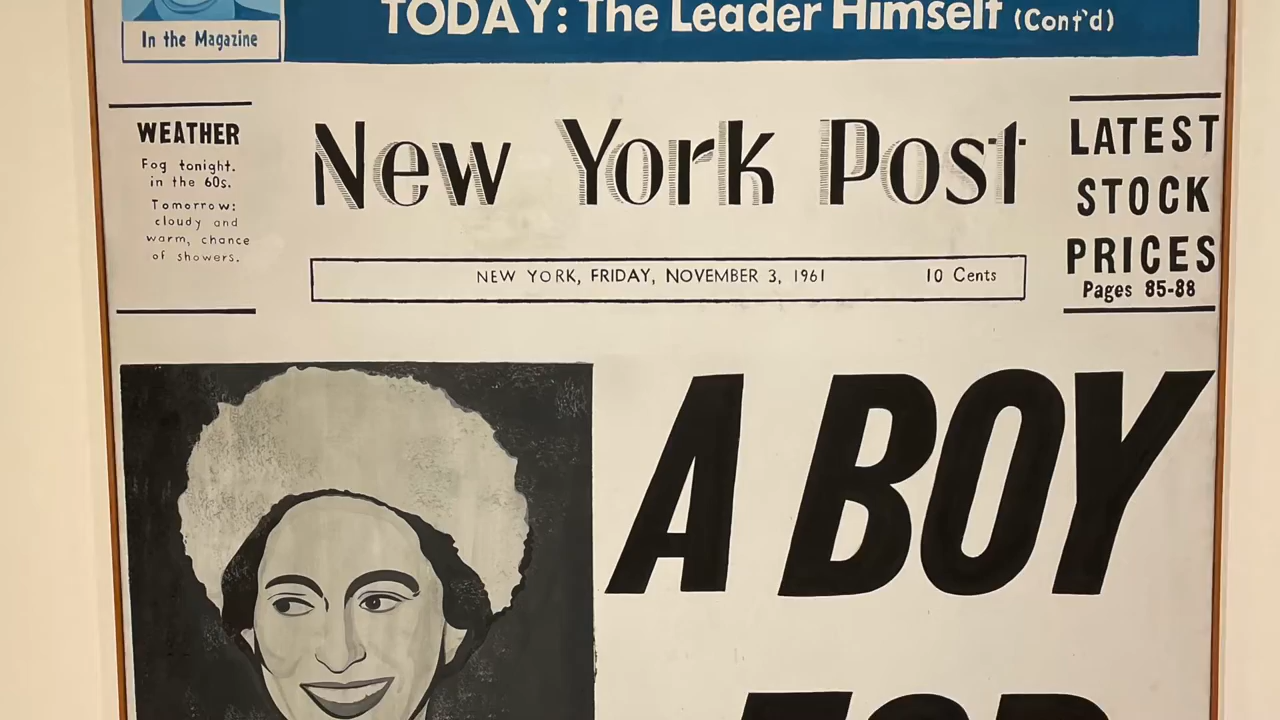 TODAY: The Leader Himself (Cont'd)
In the Magazine
WEATHER
Fog tonight.
in the 60s.
Tomorrow:
cloudy and
warm, chance
of showers.
New York Post
LATEST
STOCK
PRICES
Pages 85-88
NEW YORK, FRIDAY, NOVEMBER 3, 1961 10 Cents
A BOY
FOR